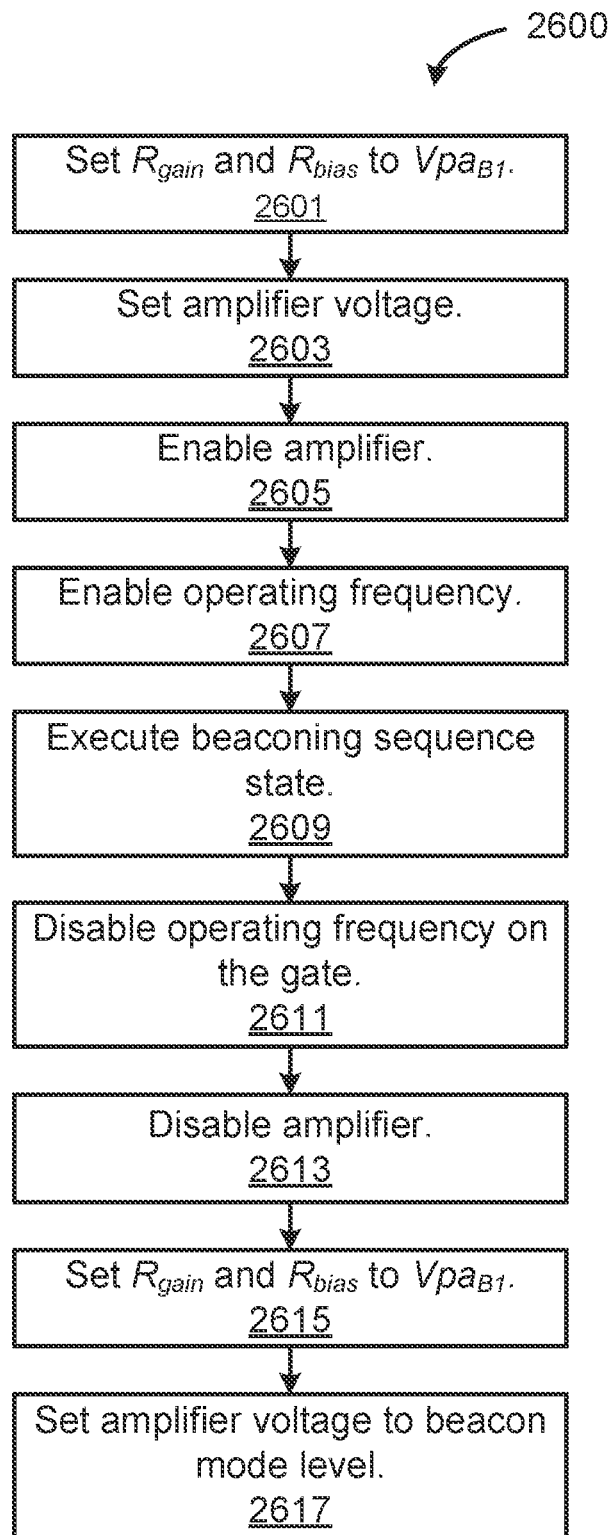 2600
Set Rgain and Rbias to VpaB1.
2601
Set amplifier voltage.
2603
Enable amplifier.
2605
Enable operating frequency.
2607
Execute beaconing sequence
state.
2609
Disable operating frequency on
the gate.
2611
Disable amplifier.
2613
Set Rgain and Rbias to VpaB1.
2615
Set amplifier voltage to beacon
mode level.
2617